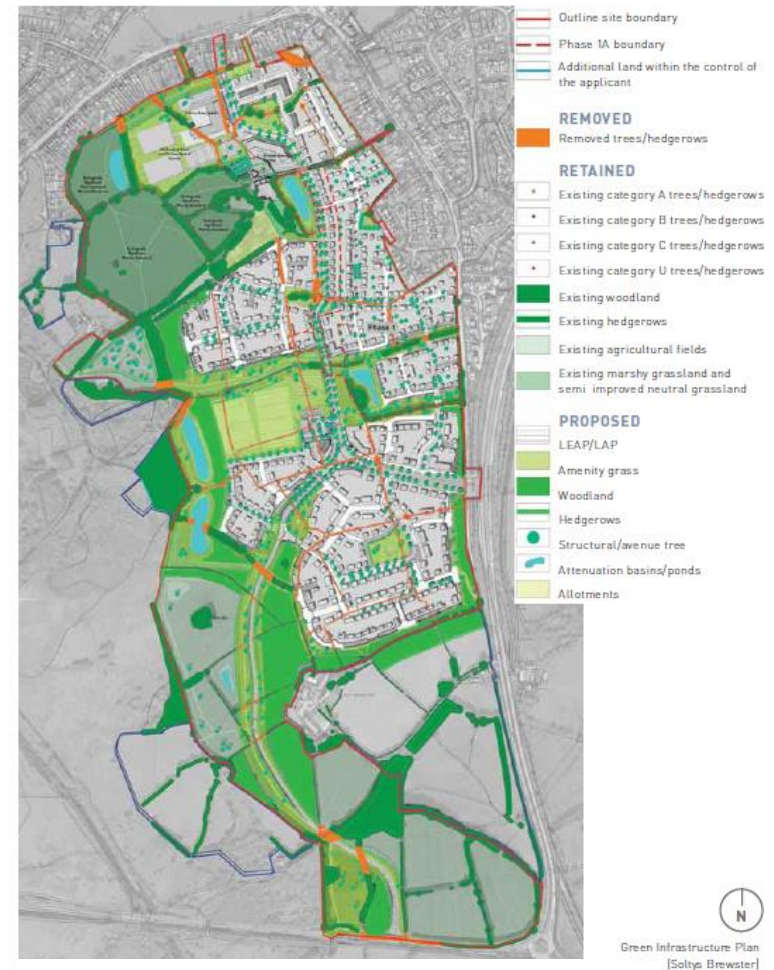 Outline site boundary
Phase 1A boundary
Additional land within the control of
the applicant
REMOVED
Removed trees/hedgerows
RETAINED
Existing category A trees/hedgerows
Existing category B trees/hedgerows
Existing category C trees/hedgerows
Existing category U trees/hedgerows
Existing woodland
Existing hedgerows
Existing agricultural fields
Existing marshy grassland and
semi improved neutral grassland
PROPOSED
LEAP/LAP
Amenity grass
Woodland
Hedgerows
Structural/avenue tree
Attenuation basins/ponds
Allotments
Phase 1
N
Green Infrastructure Plan
(Soltys Brewster)